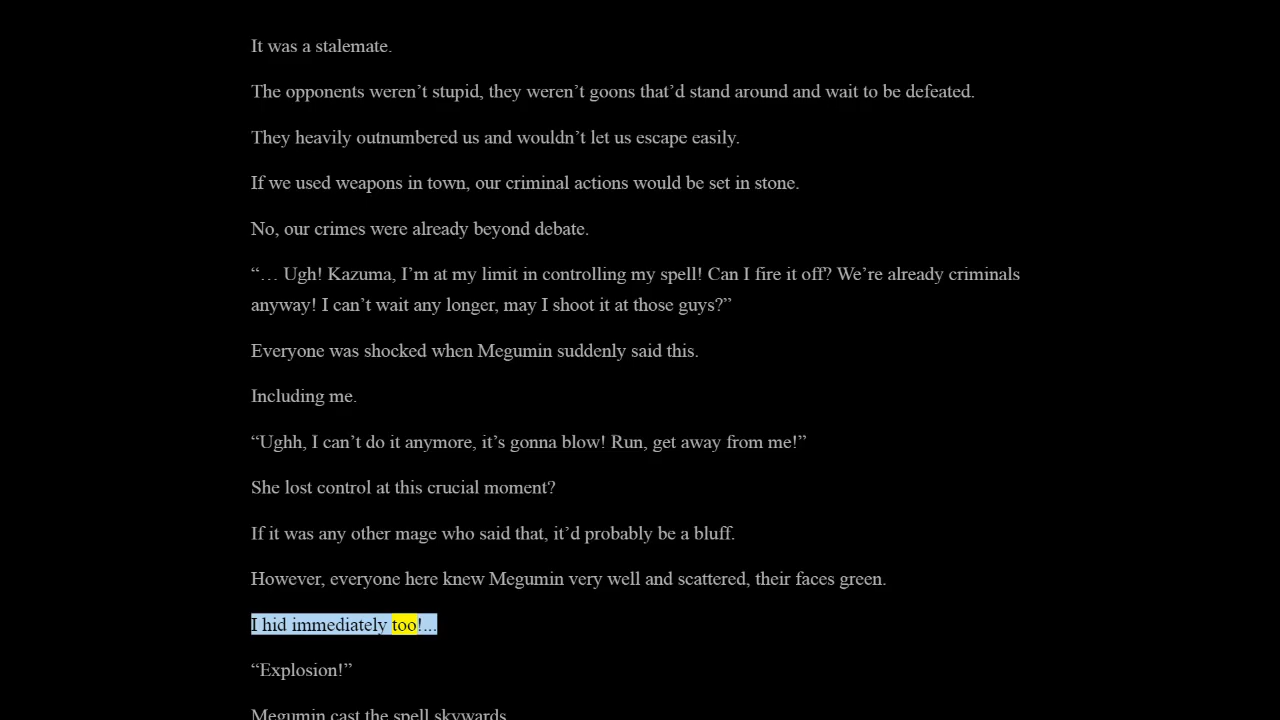 It was a stalemate.
The opponents weren’t stupid, they weren’t goons that’d stand around and wait to be defeated.
They heavily outnumbered us and wouldn’t let us escape easily.
If we used weapons in town, our criminal actions would be set in stone.
No, our crimes were already beyond debate.
“… Ugh! Kazuma, I’m at my limit in controlling my spell! Can I fire it off? We’re already criminals
anyway! I can’t wait any longer, may I shoot it at those guys?”
Everyone was shocked when Megumin suddenly said this.
Including me.
“Ughh, I can’t do it anymore, it’s gonna blow! Run, get away from me!”
She lost control at this crucial moment?
If it was any other mage who said that, it’d probably be a bluff.
However, everyone here knew Megumin very well and scattered, their faces green.
I hid immediately too!...
“Explosion!”
Megumin cast the spell skywards.